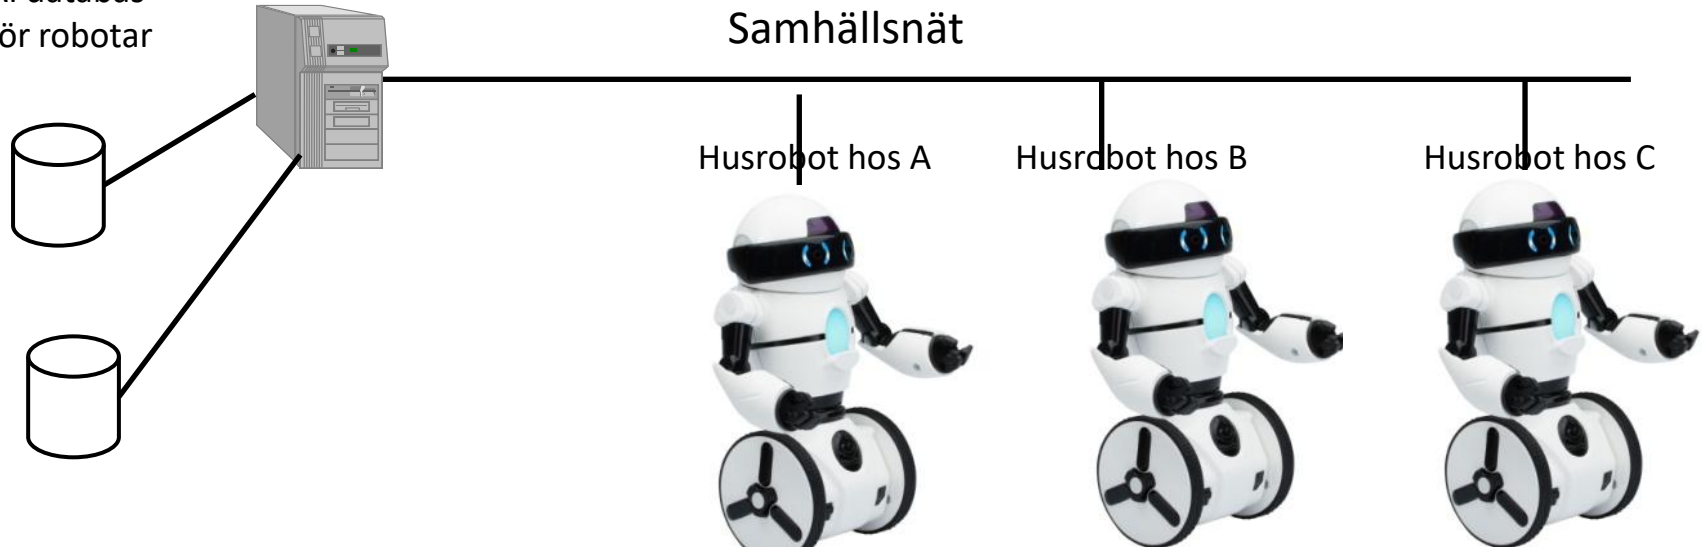 databas
ör robotar
Samhällsnät
Husrobot hos A
Husrobot hos B
Husrobot hos C